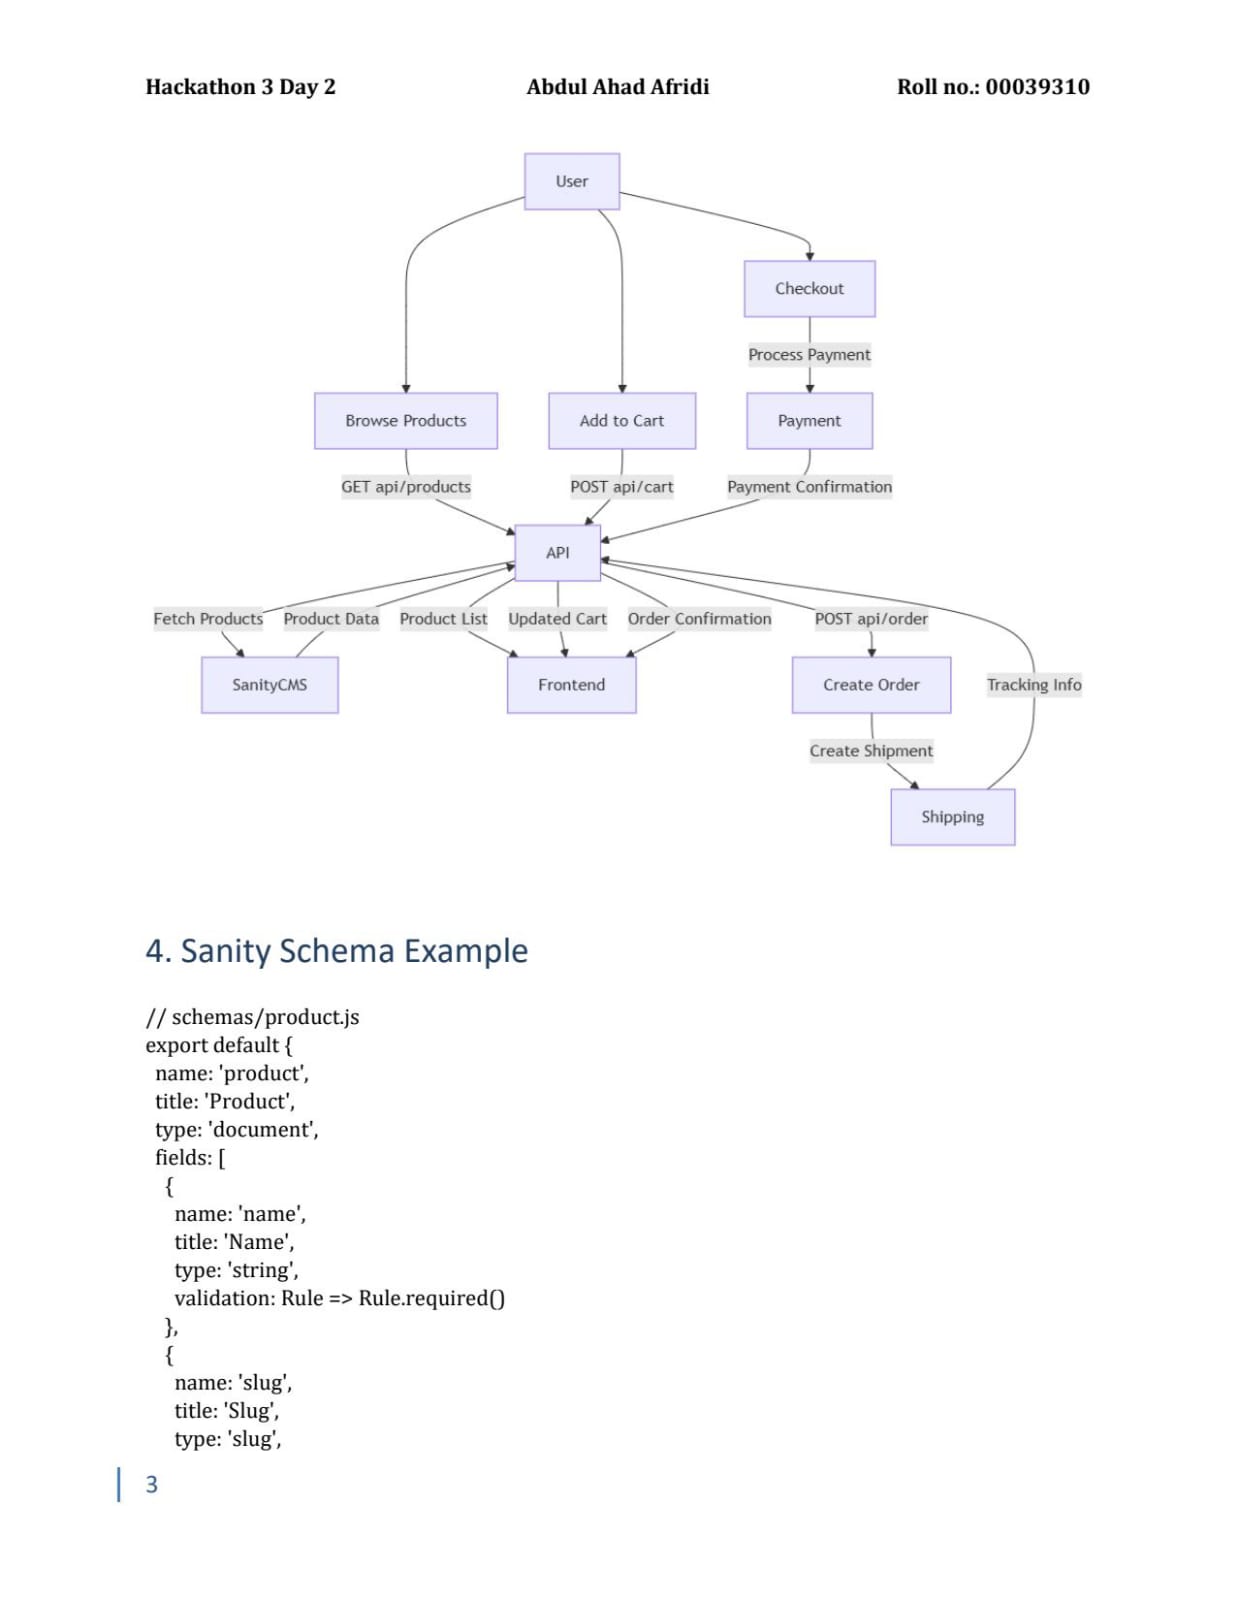 Hackathon 3 Day 2 Abdul Ahad Afridi Roll no.: 00039310
User
Checkout
Process Payment
Browse Products Add to Cart Payment
GET api/products POST api/cart Payment Confirmation
API
Fetch Products Product Data Product List Updated Cart Order Confirmation POST api/order
SanityCMS Frontend Create Order Tracking Info
Create Shipment
Shipping
4. Sanity Schema Example
// schemas/product.js
export default {
name: 'product',
title: 'Product',
type: 'document',
fields: [
{
name: 'name',
title: 'Name',
type: 'string',
validation: Rule => Rule.required()
},
{
name: 'slug',
title: 'Slug',
type: 'slug',
3